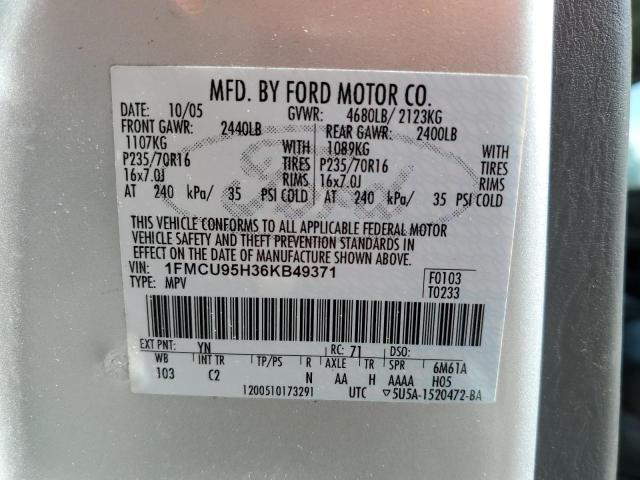 MFD. BY FORD MOTOR CO.
DATE: 10/05 GVWR: 4680LB/ 2123KG
FRONT GAWR: 2440LB REAR GAWR: 2400LB
1107KG WITH 1089KG WITH
P235/70R16 TIRES P235/70R16 TIRES
16x7.0J RIMS 16x7.0J RIMS
AT 240 kPa/ 35 PSI COLD AT 240 kPa/ 35 PSI COLD
THIS VEHICLE CONFORMS TO ALL APPLICABLE FEDERAL MOTOR
VEHICLE SAFETY AND THEFT PREVENTION STANDARDS IN
EFFECT ON THE DATE OF MANUFACTURE SHOWN ABOVE.
VIN: 1FMCU95H36KB49371 F0103
TYPE: MPV T0233
EXT PNT: YN RC: 71 DSO:
WB INT TR TP/PS R AXLE TR SPR 6M61A
103 C2 N AA H AAAA H05
1200510173291 UTC ▽5U5A-1520472-BA
Ford